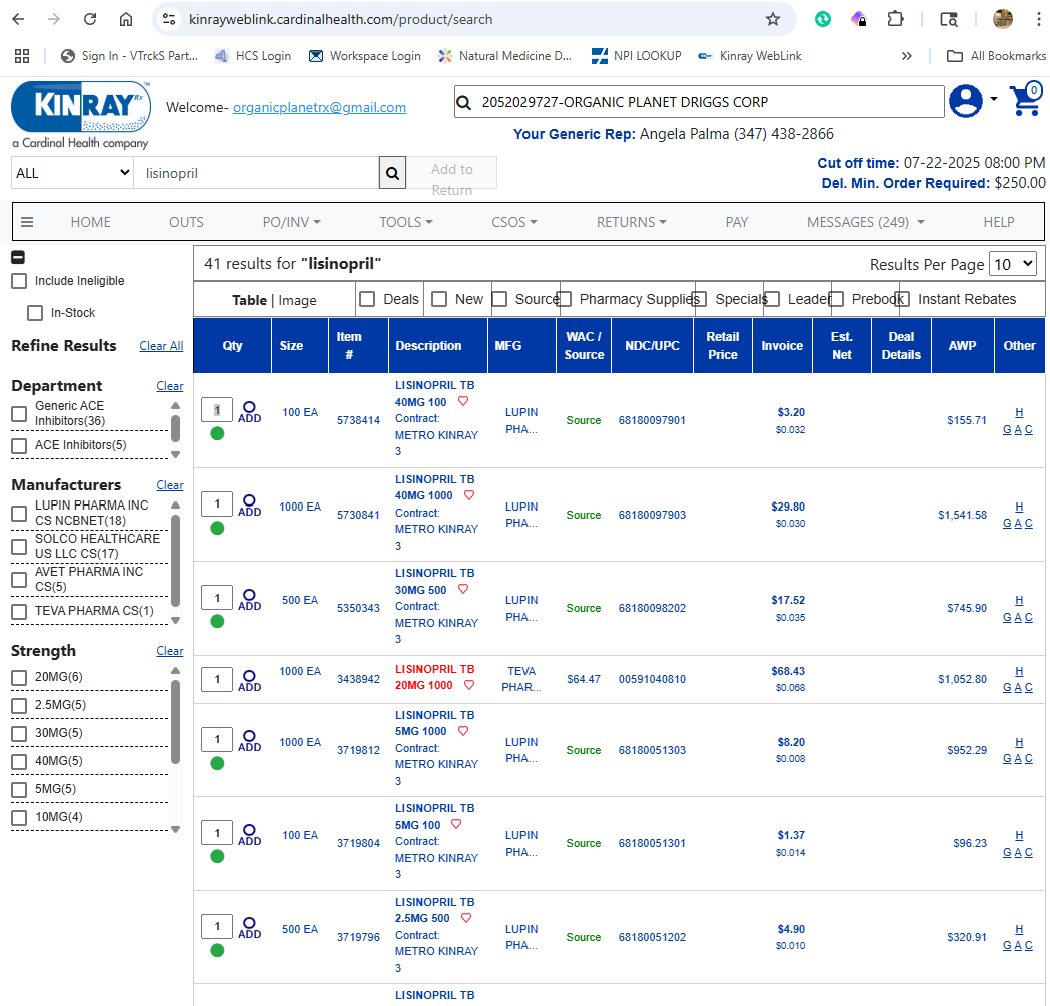 kinrayweblink.cardinalhealth.com/product/search
Sign In - VTrckS Part...
HCS Login
Workspace Login
Natural Medicine D...
NPI LOOKUP
Kinray WebLink
»
All Bookmarks
KINRAY Rx
a Cardinal Health company
Welcome- organicplanetrx@gmail.com
2052029727-ORGANIC PLANET DRIGGS CORP
0
Your Generic Rep: Angela Palma (347) 438-2866
ALL
lisinopril
Add to
Return
Cut off time: 07-22-2025 08:00 PM
Del. Min. Order Required: $250.00
HOME OUTS PO/INV TOOLS CSOS RETURNS PAY MESSAGES (249) HELP
Include Ineligible
In-Stock
Refine Results Clear All
Department Clear
Generic ACE
Inhibitors(36)
ACE Inhibitors(5)
Manufacturers Clear
LUPIN PHARMA INC
CS NCBNET(18)
SOLCO HEALTHCARE
US LLC CS(17)
AVET PHARMA INC
CS(5)
TEVA PHARMA CS(1)
Strength Clear
20MG(6)
2.5MG(5)
30MG(5)
40MG(5)
5MG(5)
10MG(4)
41 results for "lisinopril"
Results Per Page 10
Table | Image
Deals
New
Source
Pharmacy Supplies
Specials
Leader
Prebook
Instant Rebates
Qty
Size
Item
#
Description
MFG
WAC /
Source
NDC/UPC
Retail
Price
Invoice
Est.
Net
Deal
Details
AWP
Other
1
ADD
100 EA
5738414
LISINOPRIL TB
40MG 100
Contract:
METRO KINRAY
3
LUPIN
PHA...
Source
68180097901
$3.20
$0.032
$155.71
H
G A C
1
ADD
1000 EA
5730841
LISINOPRIL TB
40MG 1000
Contract:
METRO KINRAY
3
LUPIN
PHA...
Source
68180097903
$29.80
$0.030
$1,541.58
H
G A C
1
ADD
500 EA
5350343
LISINOPRIL TB
30MG 500
Contract:
METRO KINRAY
3
LUPIN
PHA...
Source
68180098202
$17.52
$0.035
$745.90
H
G A C
1
ADD
1000 EA
3438942
LISINOPRIL TB
20MG 1000
TEVA
PHAR...
$64.47
00591040810
$68.43
$0.068
$1,052.80
H
G A C
1
ADD
1000 EA
3719812
LISINOPRIL TB
5MG 1000
Contract:
METRO KINRAY
3
LUPIN
PHA...
Source
68180051303
$8.20
$0.008
$952.29
H
G A C
1
ADD
100 EA
3719804
LISINOPRIL TB
5MG 100
Contract:
METRO KINRAY
3
LUPIN
PHA...
Source
68180051301
$1.37
$0.014
$96.23
H
G A C
1
ADD
500 EA
3719796
LISINOPRIL TB
2.5MG 500
Contract:
METRO KINRAY
3
LUPIN
PHA...
Source
68180051202
$4.90
$0.010
$320.91
H
G A C
LISINOPRIL TB